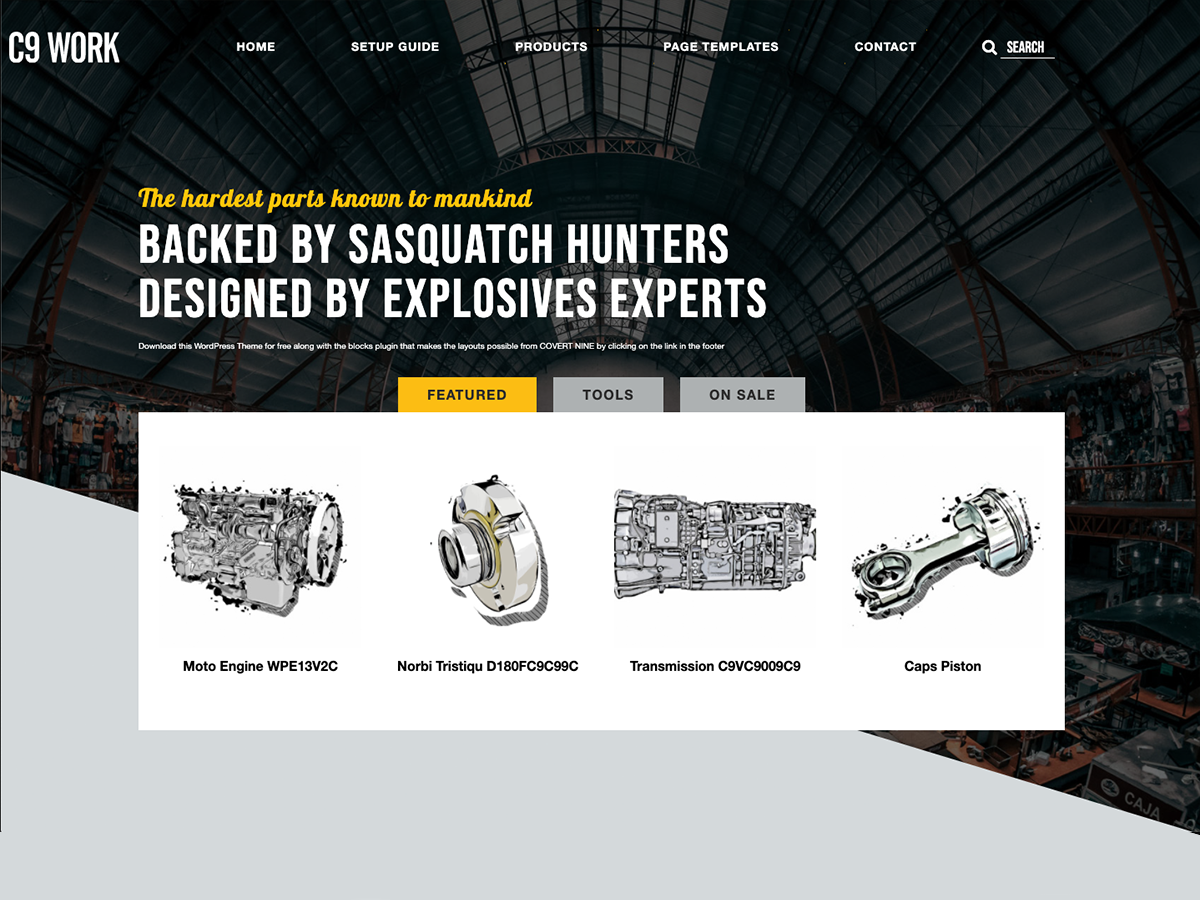 C9 WORK
HOME
SETUP GUIDE
PRODUCTS
PAGE TEMPLATES
CONTACT
SEARCH
The hardest parts known to mankind
BACKED BY SASQUATCH HUNTERS
DESIGNED BY EXPLOSIVES EXPERTS
Download this WordPress Theme for free along with the blocks plugin that makes the layouts possible from COVERT NINE by clicking on the link in the footer
FEATURED
TOOLS
ON SALE
Moto Engine WPE13V2C
Norbi Tristiqu D180FC9C99C
Transmission C9VC9009C9
Caps Piston
CAJA